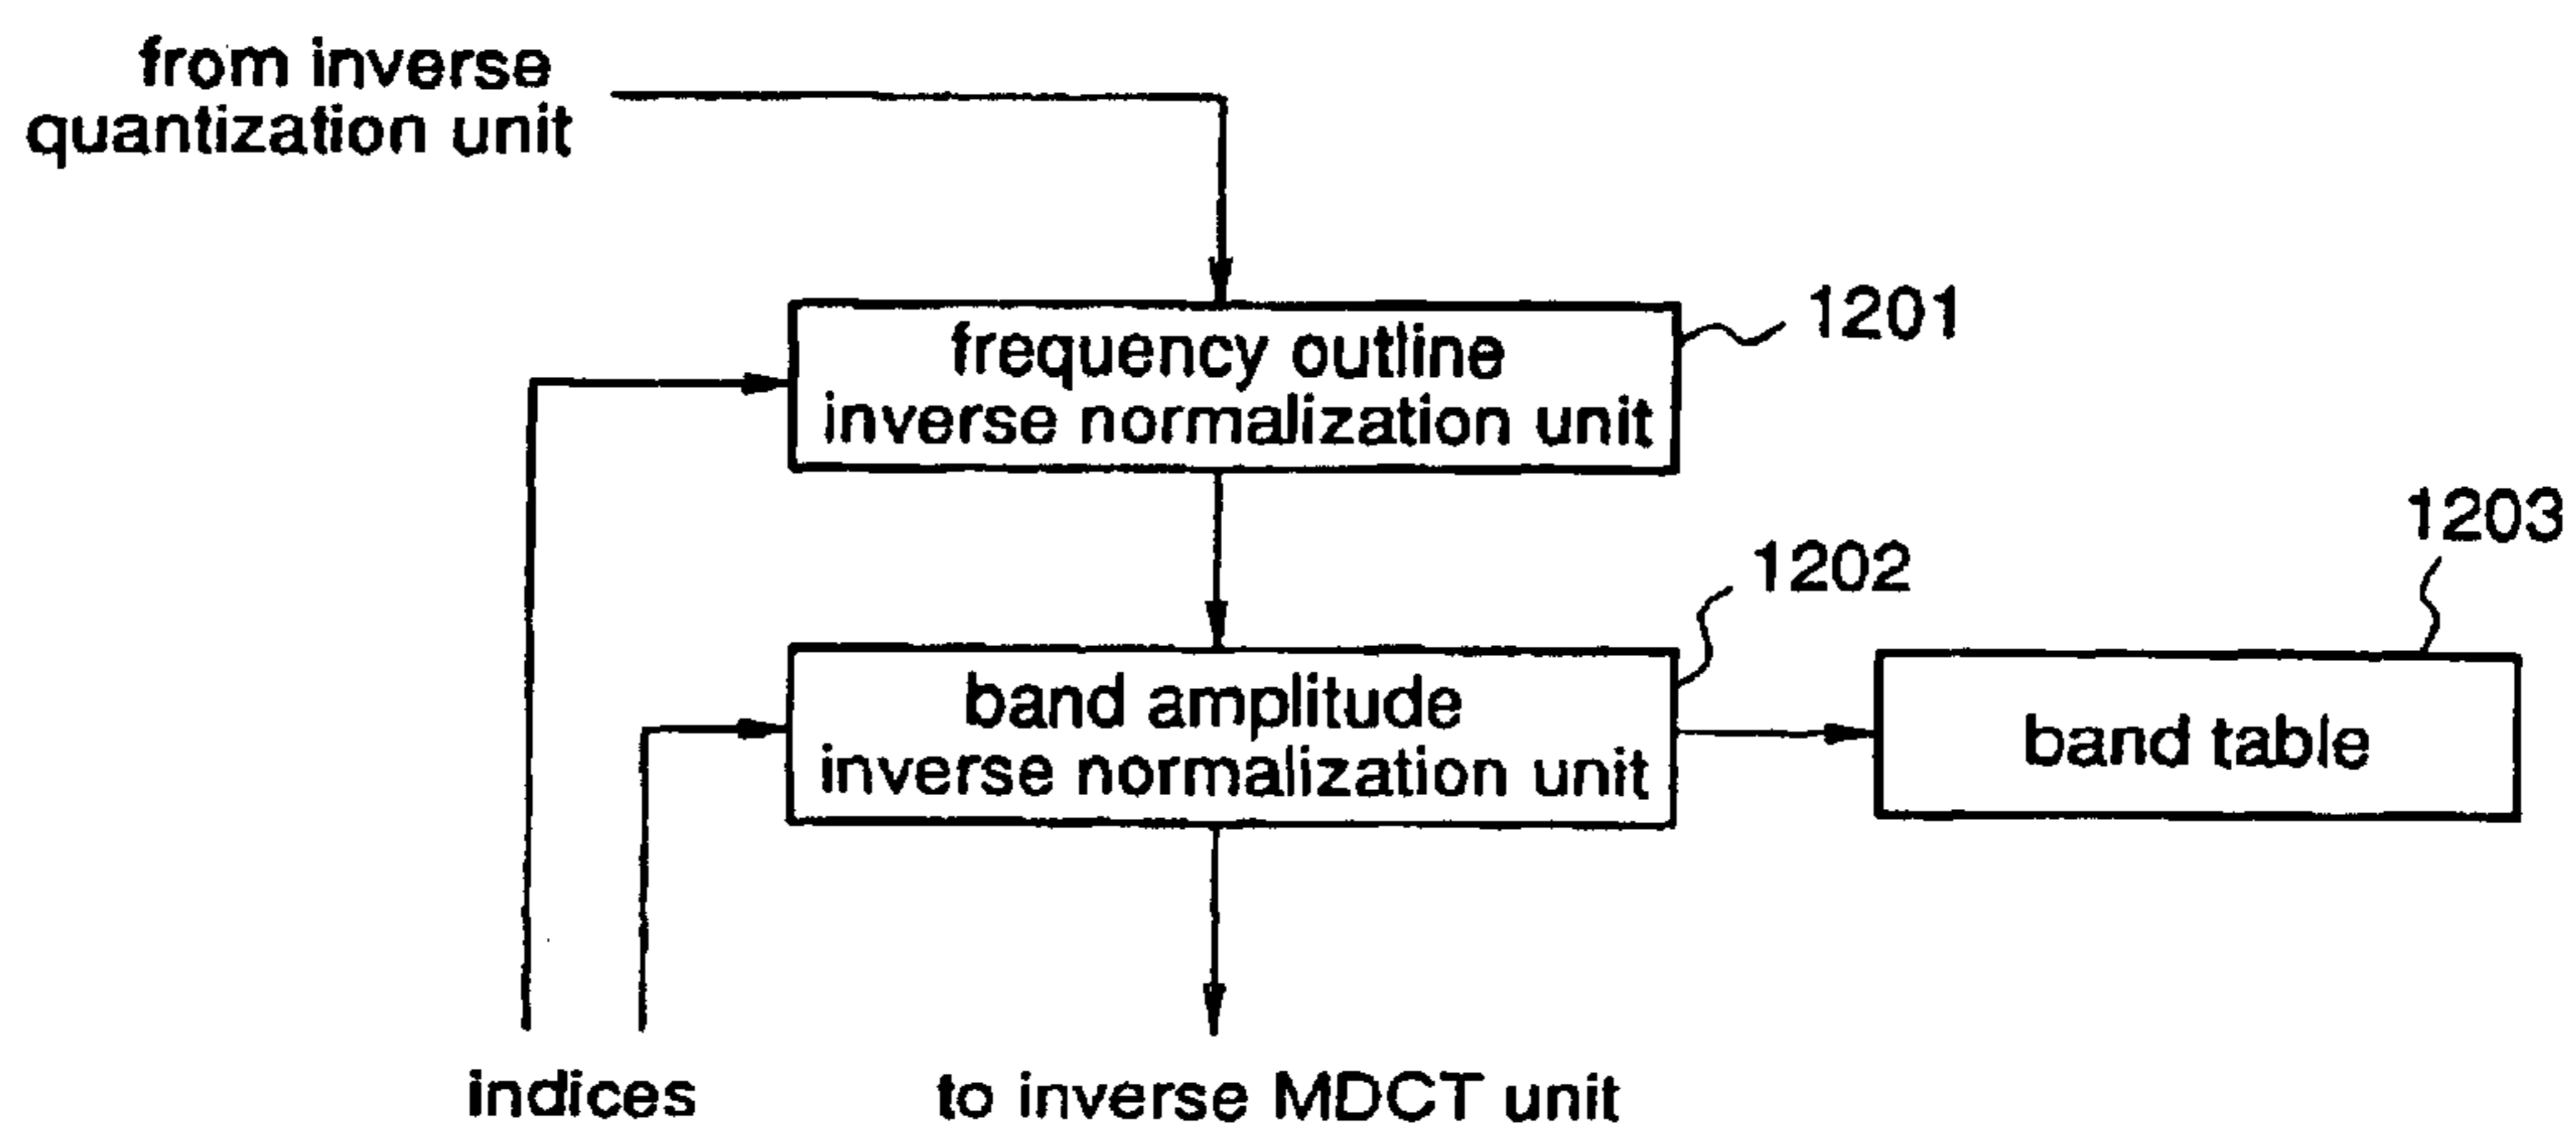 from inverse
quantization unit
1201
frequency outline
inverse normalization unit
1203
1202
band amplitude
inverse normalization unit
band table
indices
to inverse MDCT unit